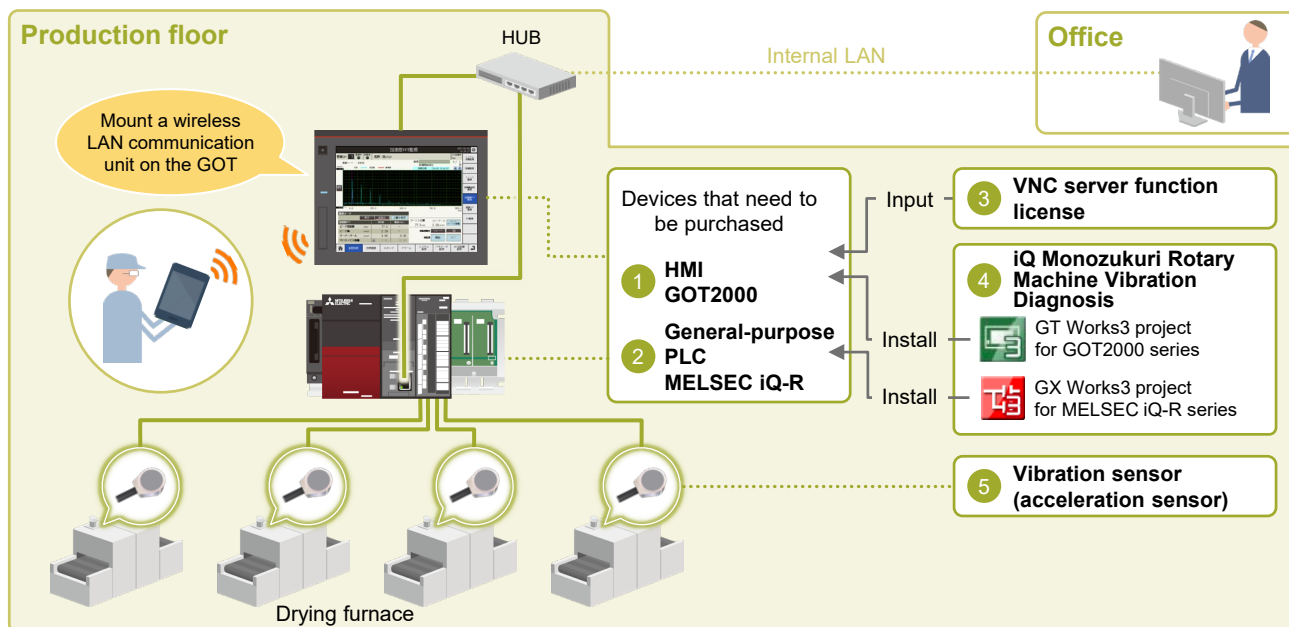 Production floor
HUB
Internal LAN
Office
Mount a wireless
LAN communication
unit on the GOT
Devices that need to
be purchased
1
HMI
GOT2000
2
General-purpose
PLC
MELSEC iQ-R
Input
3
VNC server function
license
4
iQ Monozukuri Rotary
Machine Vibration
Diagnosis
Install
GT Works3 project
for GOT2000 series
Install
GX Works3 project
for MELSEC iQ-R series
5
Vibration sensor
(acceleration sensor)
MITSUBISHI
ELECTRIC
Drying furnace